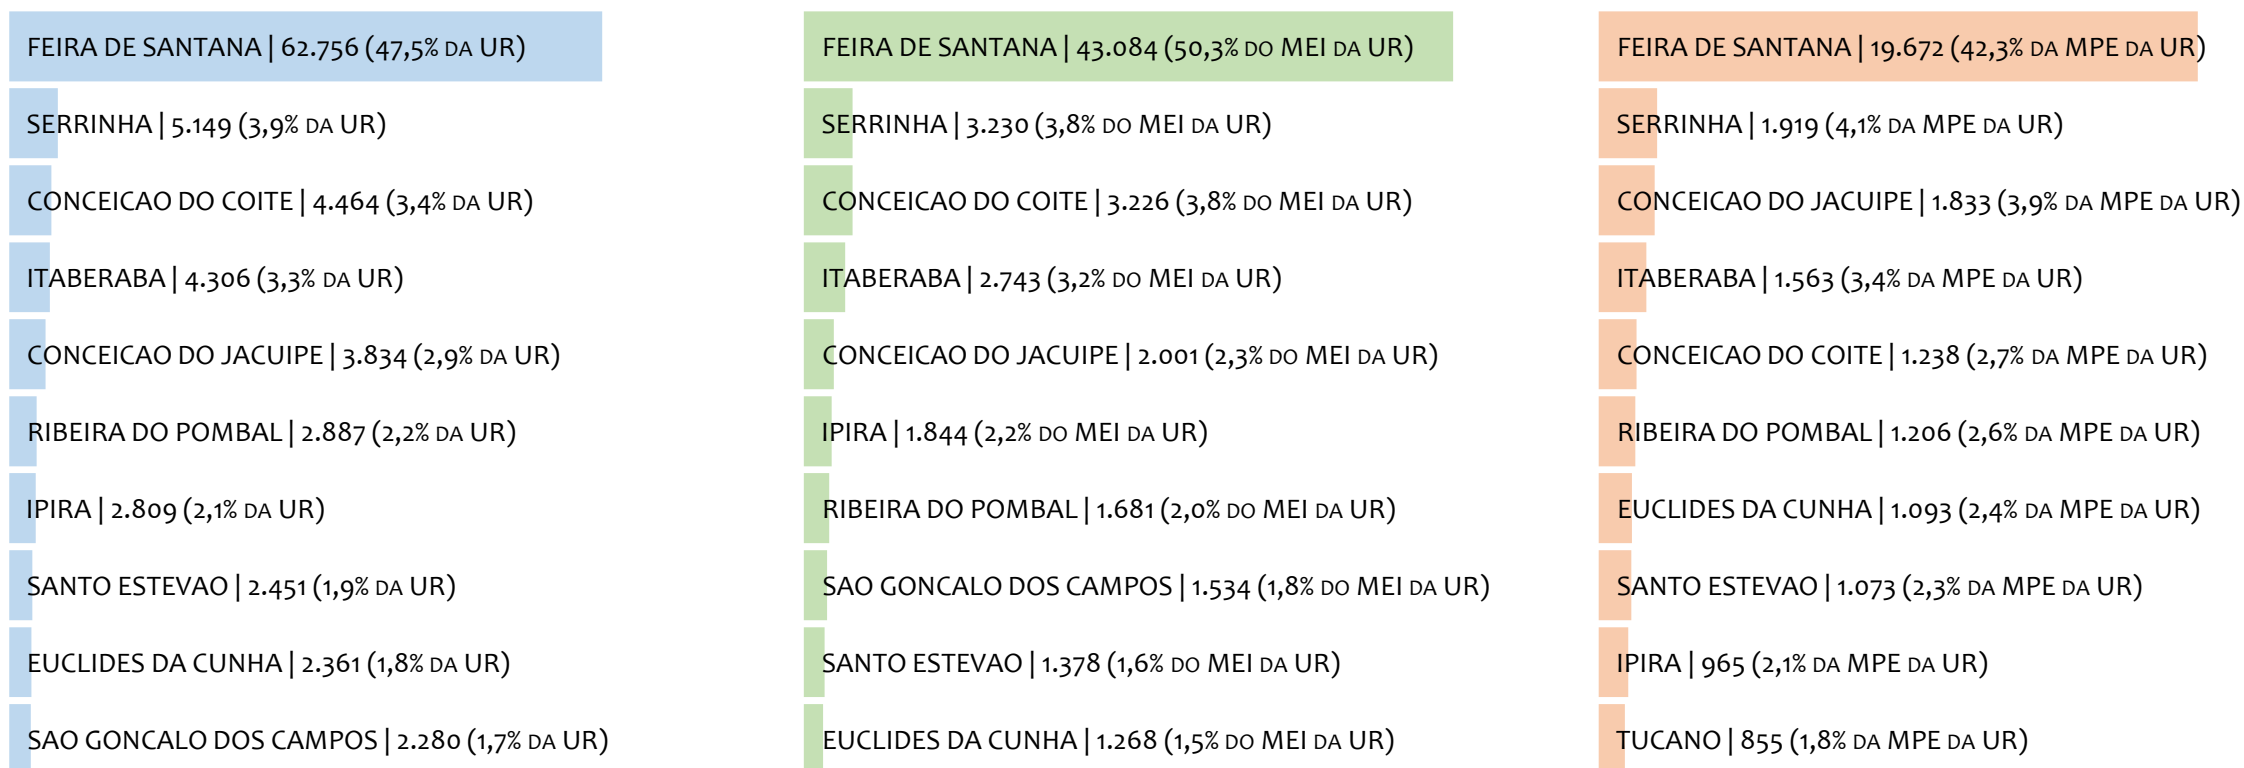 FEIRA DE SANTANA | 62.756 (47,5% DA UR)
SERRINHA | 5.149 (3,9% DA UR)
CONCEICAO DO COITE | 4.464 (3,4% DA UR)
ITABERABA | 4.306 (3,3% DA UR)
CONCEICAO DO JACUIPE | 3.834 (2,9% DA UR)
RIBEIRA DO POMBAL | 2.887 (2,2% DA UR)
IPIRA | 2.809 (2,1% DA UR)
SANTO ESTEVAO | 2.451 (1,9% DA UR)
EUCLIDES DA CUNHA | 2.361 (1,8% DA UR)
SAO GONCALO DOS CAMPOS | 2.280 (1,7% DA UR)
FEIRA DE SANTANA | 43.084 (50,3% DO MEI DA UR)
SERRINHA | 3.230 (3,8% DO MEI DA UR)
CONCEICAO DO COITE | 3.226 (3,8% DO MEI DA UR)
ITABERABA | 2.743 (3,2% DO MEI DA UR)
CONCEICAO DO JACUIPE | 2.001 (2,3% DO MEI DA UR)
IPIRA | 1.844 (2,2% DO MEI DA UR)
RIBEIRA DO POMBAL | 1.681 (2,0% DO MEI DA UR)
SAO GONCALO DOS CAMPOS | 1.534 (1,8% DO MEI DA UR)
SANTO ESTEVAO | 1.378 (1,6% DO MEI DA UR)
EUCLIDES DA CUNHA | 1.268 (1,5% DO MEI DA UR)
FEIRA DE SANTANA | 19.672 (42,3% DA MPE DA UR)
SERRINHA | 1.919 (4,1% DA MPE DA UR)
CONCEICAO DO JACUIPE | 1.833 (3,9% DA MPE DA UR)
ITABERABA | 1.563 (3,4% DA MPE DA UR)
CONCEICAO DO COITE | 1.238 (2,7% DA MPE DA UR)
RIBEIRA DO POMBAL | 1.206 (2,6% DA MPE DA UR)
EUCLIDES DA CUNHA | 1.093 (2,4% DA MPE DA UR)
SANTO ESTEVAO | 1.073 (2,3% DA MPE DA UR)
IPIRA | 965 (2,1% DA MPE DA UR)
TUCANO | 855 (1,8% DA MPE DA UR)